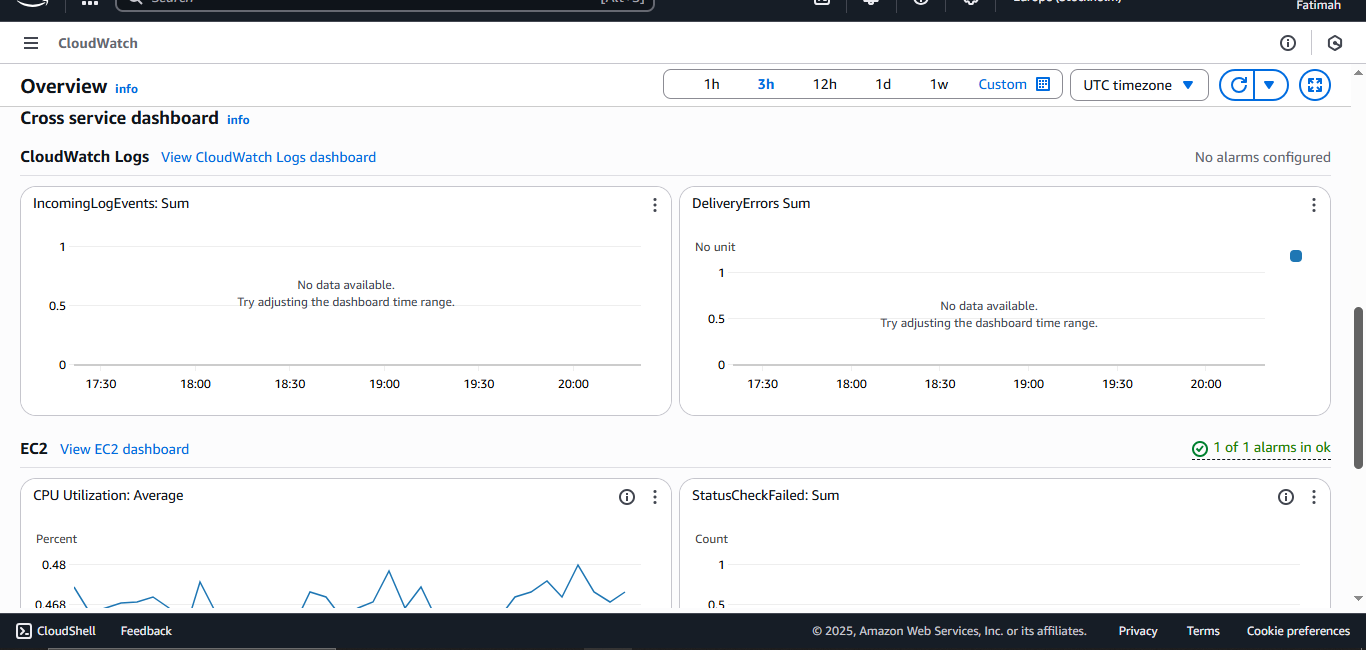 Search [Alt+S] Europe (Stockholm)
Fatimah
CloudWatch
Overview info 1h 3h 12h 1d 1w Custom UTC timezone
Cross service dashboard info
CloudWatch Logs View CloudWatch Logs dashboard No alarms configured
IncomingLogEvents: Sum
1
No data available.
Try adjusting the dashboard time range.
0.5
0
17:30 18:00 18:30 19:00 19:30 20:00
DeliveryErrors Sum
No unit
1
No data available.
Try adjusting the dashboard time range.
0.5
0
17:30 18:00 18:30 19:00 19:30 20:00
EC2 View EC2 dashboard 1 of 1 alarms in ok
CPU Utilization: Average
Percent
0.48
0.468
StatusCheckFailed: Sum
Count
1
0.5
CloudShell Feedback © 2025, Amazon Web Services, Inc. or its affiliates. Privacy Terms Cookie preferences